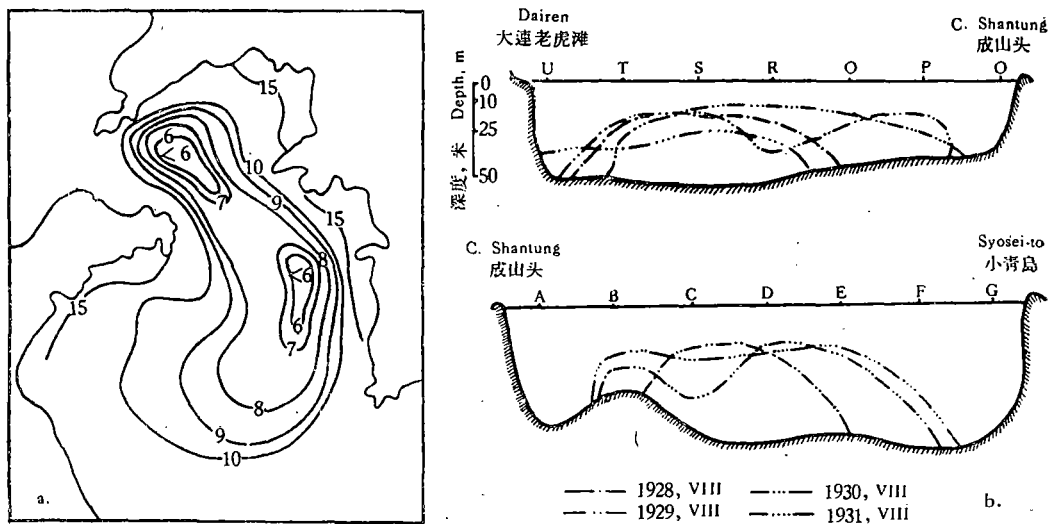 15
6
<6
10
7
9
15
8
<6
15
6
7
8
9
10
a.
Dairen
大連老虎滩
C. Shantung
成山头
U T S R O P O
0
10
25
50
深度, 米 Depth, m
C. Shantung
成山头
Syosei-to
小青島
A B C D E F G
1928, VIII
1930, VIII
1929, VIII
1931, VIII
b.